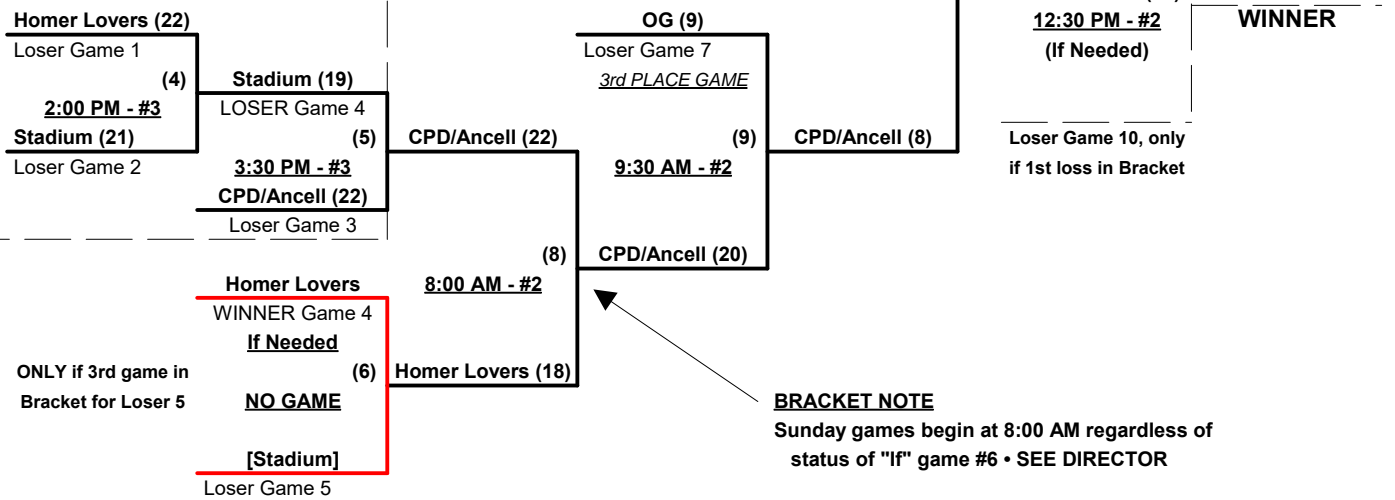 Homer Lovers (22)
Loser Game 1
(4)
2:00 PM - #3
Stadium (21)
Loser Game 2
Stadium (19)
LOSER Game 4
(5)
3:30 PM - #3
CPD/Ancell (22)
Loser Game 3
CPD/Ancell (22)
(8)
8:00 AM - #2
Homer Lovers
WINNER Game 4
If Needed
(6)
NO GAME
ONLY if 3rd game in
Bracket for Loser 5
[Stadium]
Loser Game 5
Homer Lovers (18)
OG (9)
Loser Game 7
3rd PLACE GAME
(9)
9:30 AM - #2
CPD/Ancell (20)
CPD/Ancell (8)
12:30 PM - #2
(If Needed)
WINNER
Loser Game 10, only
if 1st loss in Bracket
BRACKET NOTE
Sunday games begin at 8:00 AM regardless of
status of "If" game #6 • SEE DIRECTOR